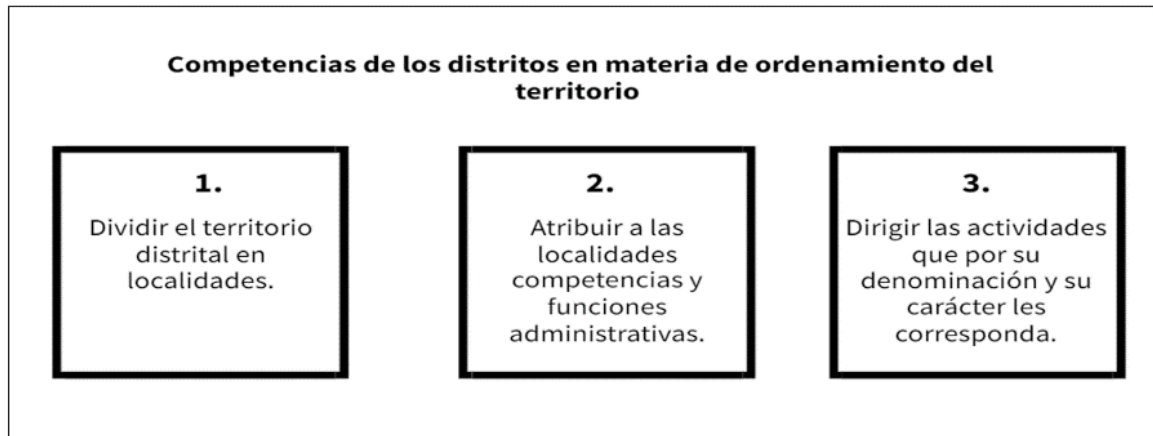 Competencias de los distritos en materia de ordenamiento del
territorio
1.
Dividir el territorio
distrital en
localidades.
2.
Atribuir a las
localidades
competencias y
funciones
administrativas.
3.
Dirigir las actividades
que por su
denominación y su
carácter les
corresponda.